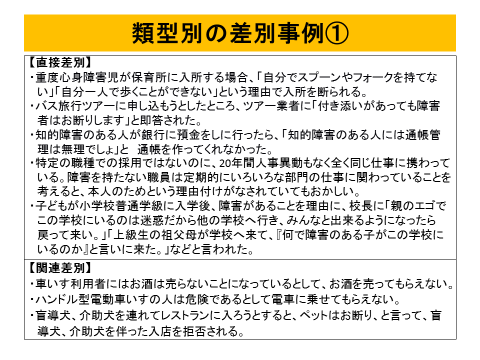 類型別の差別事例①
【直接差別】
・重度心身障害児が保育所に入所する場合、「自分でスプーンやフォークを持てな
い」「自分一人で歩くことができない」という理由で入所を断られる。
・バス旅行ツアーに申し込もうとしたところ、ツアー業者に「付き添いがあっても障害
者はお断りします」と即答された。
・知的障害のある人が銀行に預金をしに行ったら、「知的障害のある人には通帳管
理は無理でしょ」と　通帳を作ってくれなかった。
・特定の職種での採用ではないのに、20年間人事異動もなく全く同じ仕事に携わって
いる。障害を持たない職員は定期的にいろいろな部門の仕事に関わっていることを
考えると、本人のためという理由付けがなされていてもおかしい。
・子どもが小学校普通学級に入学後、障害があることを理由に、校長に「親のエゴで
この学校にいるのは迷惑だから他の学校へ行き、みんなと出来るようになったら
戻って来い。」「上級生の祖父母が学校へ来て、『何で障害のある子がこの学校に
いるのか』と言いに来た。」などと言われた。
【関連差別】
・車いす利用者にはお酒は売らないことになっているとして、お酒を売ってもらえない。
・ハンドル型電動車いすの人は危険であるとして電車に乗せてもらえない。
・盲導犬、介助犬を連れてレストランに入ろうとすると、ペットはお断り、と言って、盲
導犬、介助犬を伴った入店を拒否される。